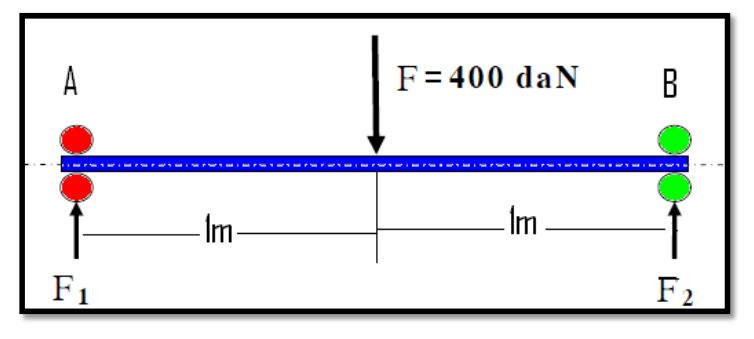 A
F = 400 daN
B
1m
1m
F1
F2